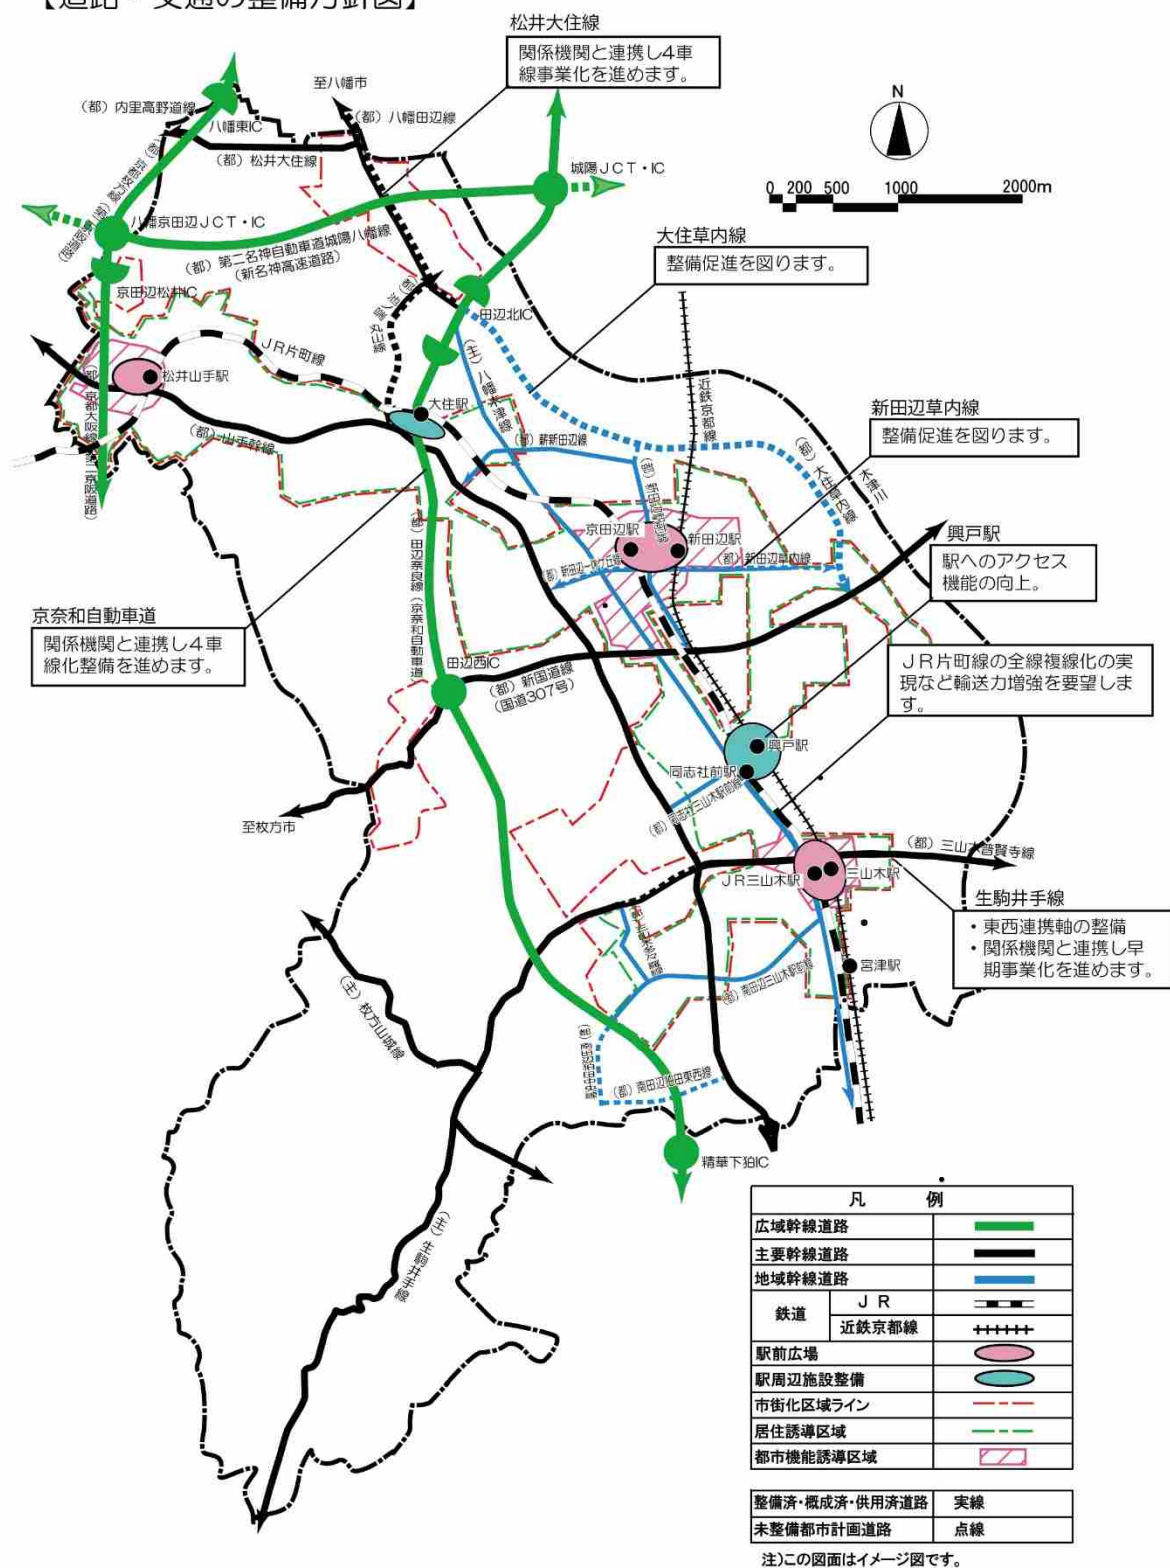 【道路・交通の整備方針図】
松井大住線
関係機関と連携し4車
線事業化を進めます。
至八幡市
(都)内里高野道線
(都)八幡田辺線
八幡東IC
(都)松井大住線
N
城陽JCT・IC
0 200 500 1000 2000m
八幡京田辺JCT・IC
(都)第二名神自動車道城陽八幡線
(新名神高速道路)
大住草内線
整備促進を図ります。
京田辺松井IC
田辺北IC
JR片町線
(主)八幡木津線
近鉄京都線
松井山手駅
大住駅
新田辺草内線
整備促進を図ります。
(都)山手幹線
(都)薪新田辺線
(都)大住草内線
木津川
京田辺駅
新田辺駅
(都)新田辺草内線
興戸駅
駅へのアクセス
機能の向上。
京奈和自動車道
関係機関と連携し4車
線化整備を進めます。
(都)田辺奈良線(京奈和自動車道)
田辺西IC
(都)新国道線
(国道307号)
JR片町線の全線複線化の実
現など輸送力増強を要望しま
す。
興戸駅
同志社前駅
(都)同志社三山木駅前線
至枚方市
(都)三山木普賢寺線
JR三山木駅
三山木駅
生駒井手線
・東西連携軸の整備
・関係機関と連携し早
期事業化を進めます。
宮津駅
(都)南田辺三山木駅前線
(主)枚方山城線
(都)南田辺狛田東西線
精華下狛IC
(主)生駒井手線
凡 例
広域幹線道路
主要幹線道路
地域幹線道路
鉄道 JR
近鉄京都線
駅前広場
駅周辺施設整備
市街化区域ライン
居住誘導区域
都市機能誘導区域
整備済・概成済・供用済道路 実線
未整備都市計画道路 点線
注)この図面はイメージ図です。